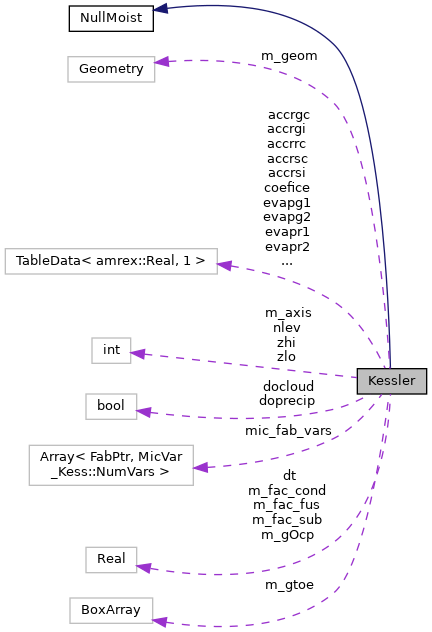 NullMoist
m_geom
Geometry
accrgc
accrgi
accrrc
accrsc
accrsi
coefice
evapg1
evapg2
evapr1
evapr2
...
TableData< amrex::Real, 1 >
m_axis
nlev
zhi
zlo
int
Kessler
docloud
doprecip
bool
mic_fab_vars
Array< FabPtr, MicVar
_Kess::NumVars >
dt
m_fac_cond
m_fac_fus
m_fac_sub
m_gOcp
Real
m_gtoe
BoxArray